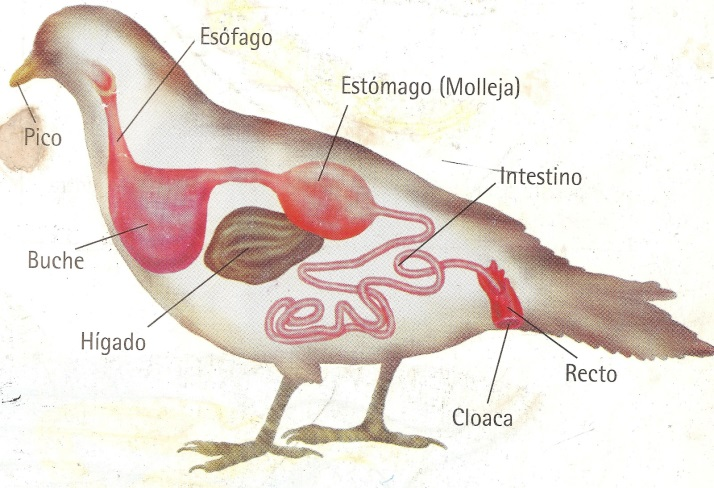 Esófago
Estómago (Molleja)
Pico
Intestino
Buche
Hígado
Recto
Cloaca